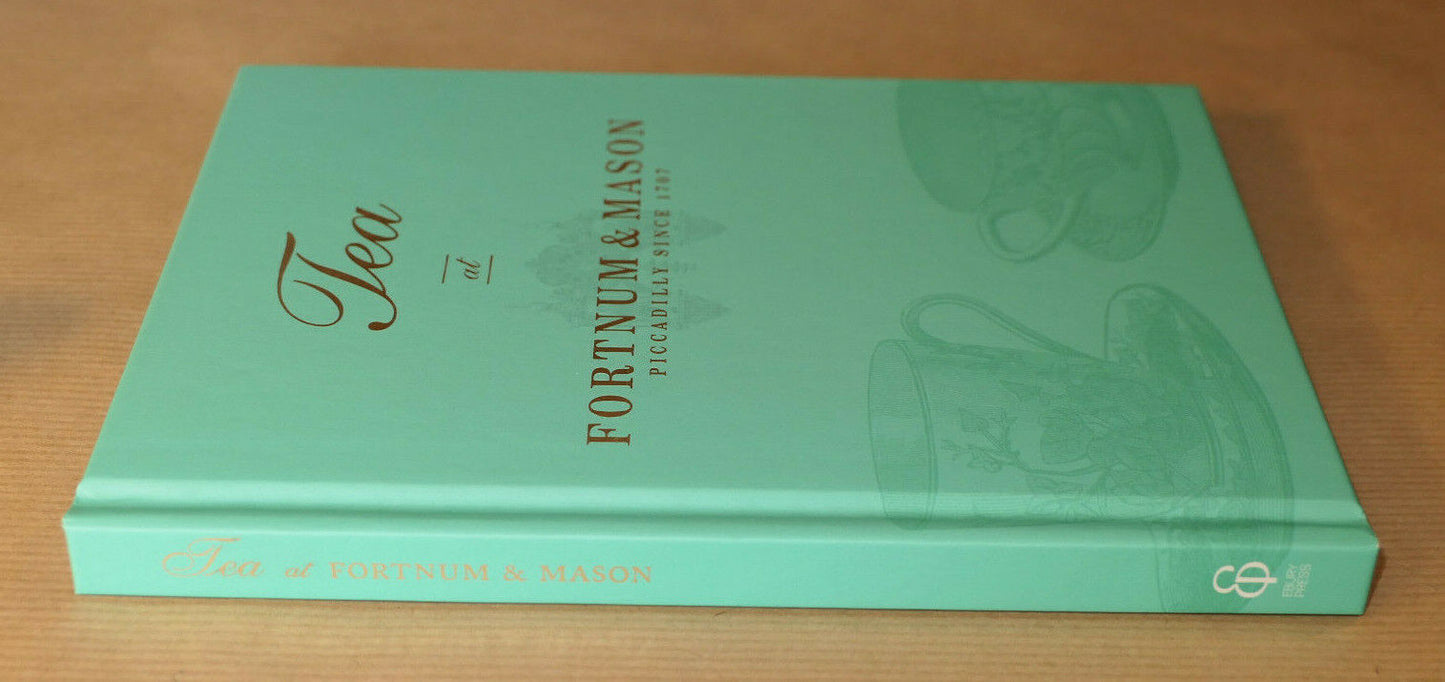 Tea
at
FORTNUM & MASON
PICCADILLY SINCE 1707
Tea at FORTNUM & MASON
EBURY
PRESS